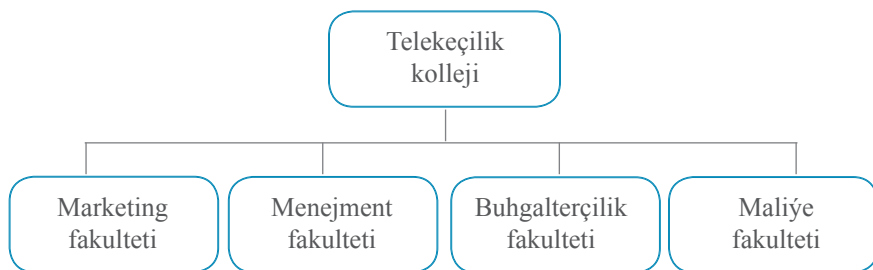 Telekeçilik
kolleji
Marketing
fakulteti
Menejment
fakulteti
Buhgalterçilik
fakulteti
Maliýe
fakulteti